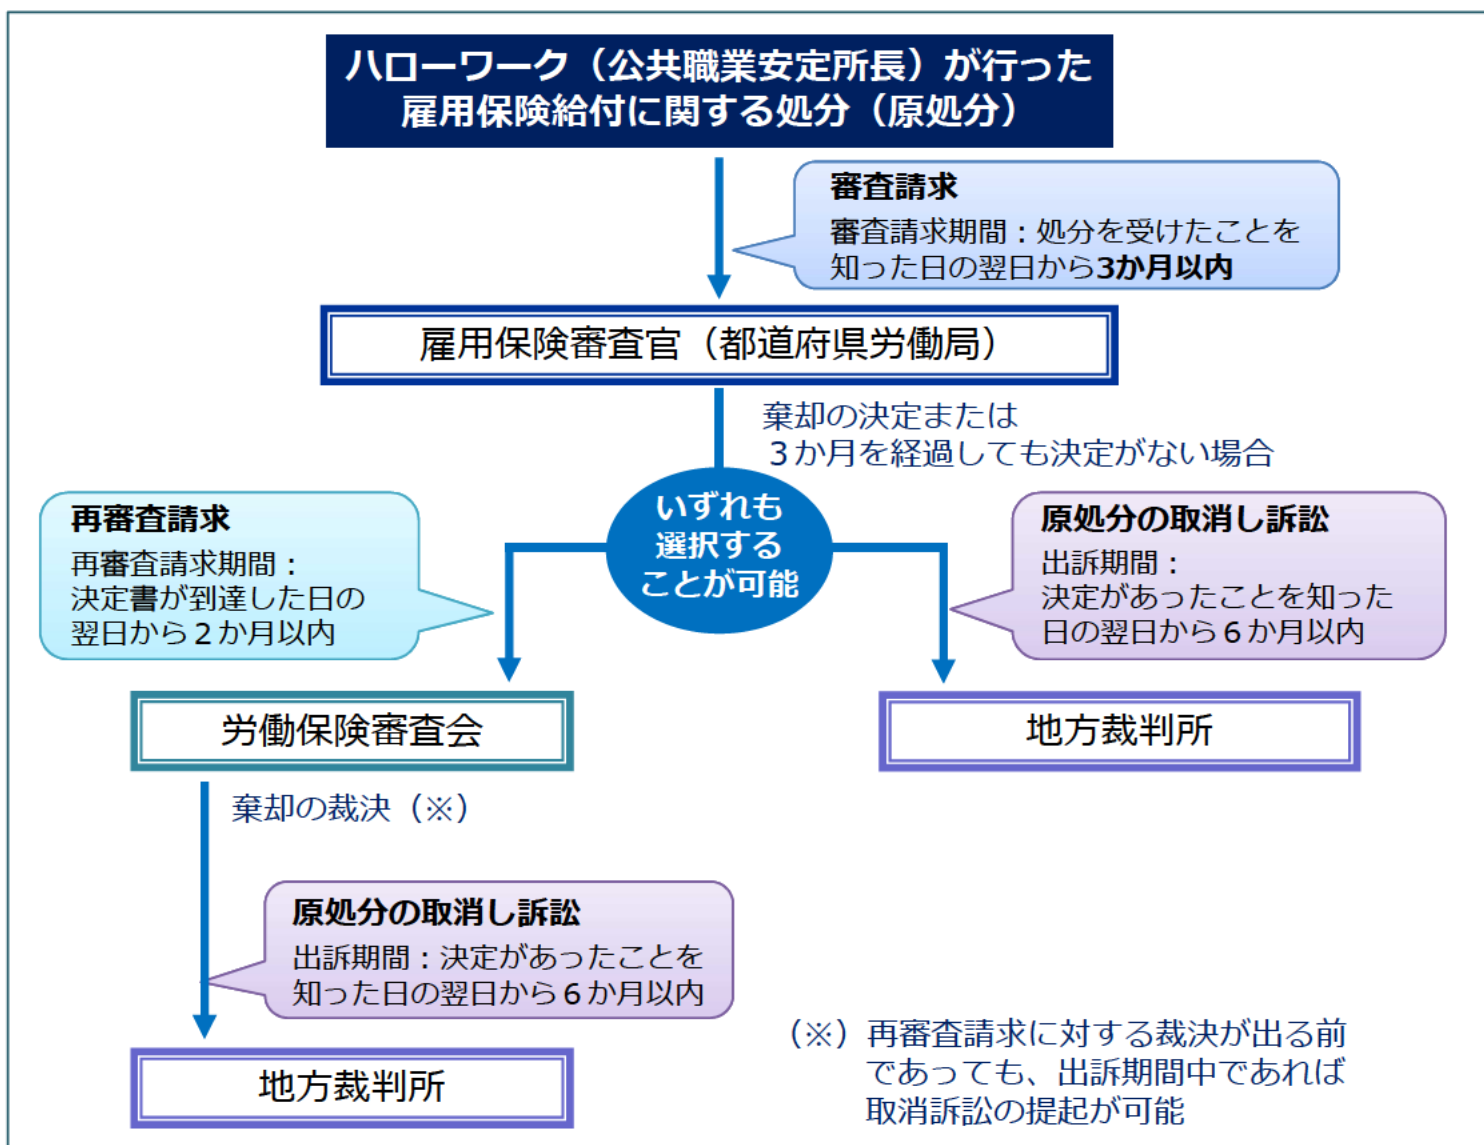 ハローワーク（公共職業安定所長）が行った
雇用保険給付に関する処分（原処分）
審査請求
審査請求期間：処分を受けたことを
知った日の翌日から3か月以内
雇用保険審査官（都道府県労働局）
棄却の決定または
３か月を経過しても決定がない場合
いずれも
選択する
ことが可能
再審査請求
再審査請求期間：
決定書が到達した日の
翌日から２か月以内
原処分の取消し訴訟
出訴期間：
決定があったことを知った
日の翌日から６か月以内
労働保険審査会
地方裁判所
棄却の裁決（※）
原処分の取消し訴訟
出訴期間：決定があったことを
知った日の翌日から６か月以内
地方裁判所
（※）再審査請求に対する裁決が出る前
であっても、出訴期間中であれば
取消訴訟の提起が可能